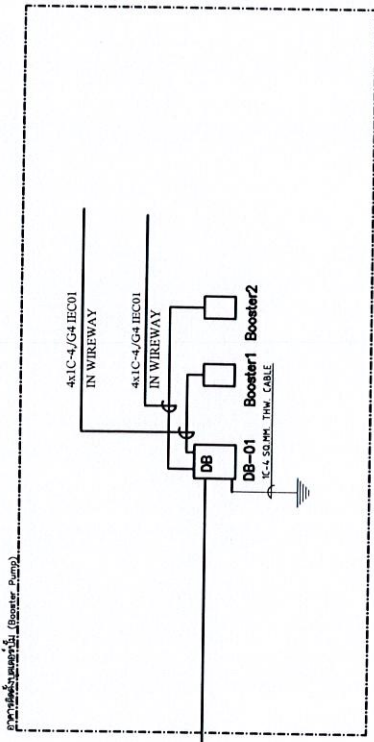 (Booster Pump)
4x1C-4,/G4 IEC01
IN WIREWAY
4x1C-4,/G4 IEC01
IN WIREWAY
DB
DB-01
Booster1
Booster2
1C-4 SQ.MM. THW. CABLE